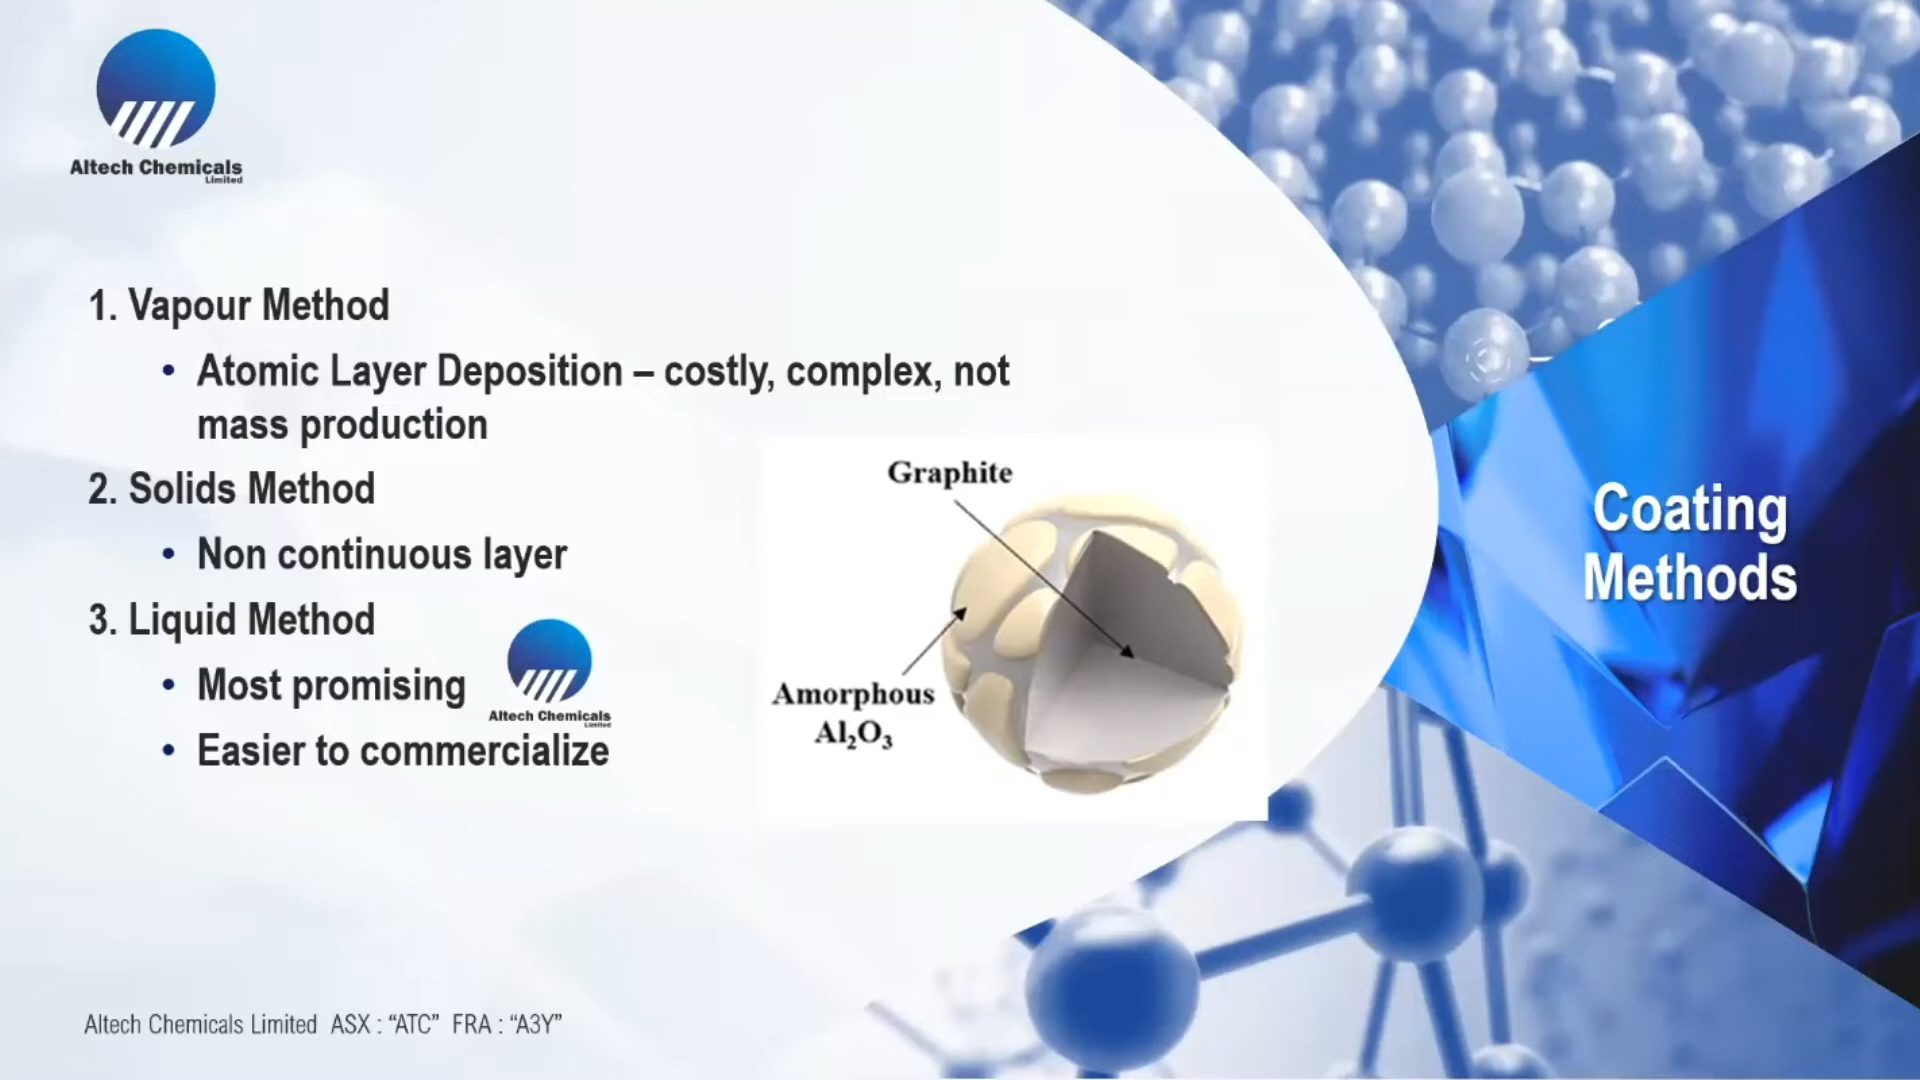 Altech Chemicals
Limited
1. Vapour Method
• Atomic Layer Deposition – costly, complex, not
mass production
2. Solids Method
• Non continuous layer
3. Liquid Method
• Most promising
Altech Chemicals
Limited
• Easier to commercialize
Graphite
Amorphous
Al₂O₃
Coating
Methods
Altech Chemicals Limited ASX : “ATC” FRA : “A3Y”